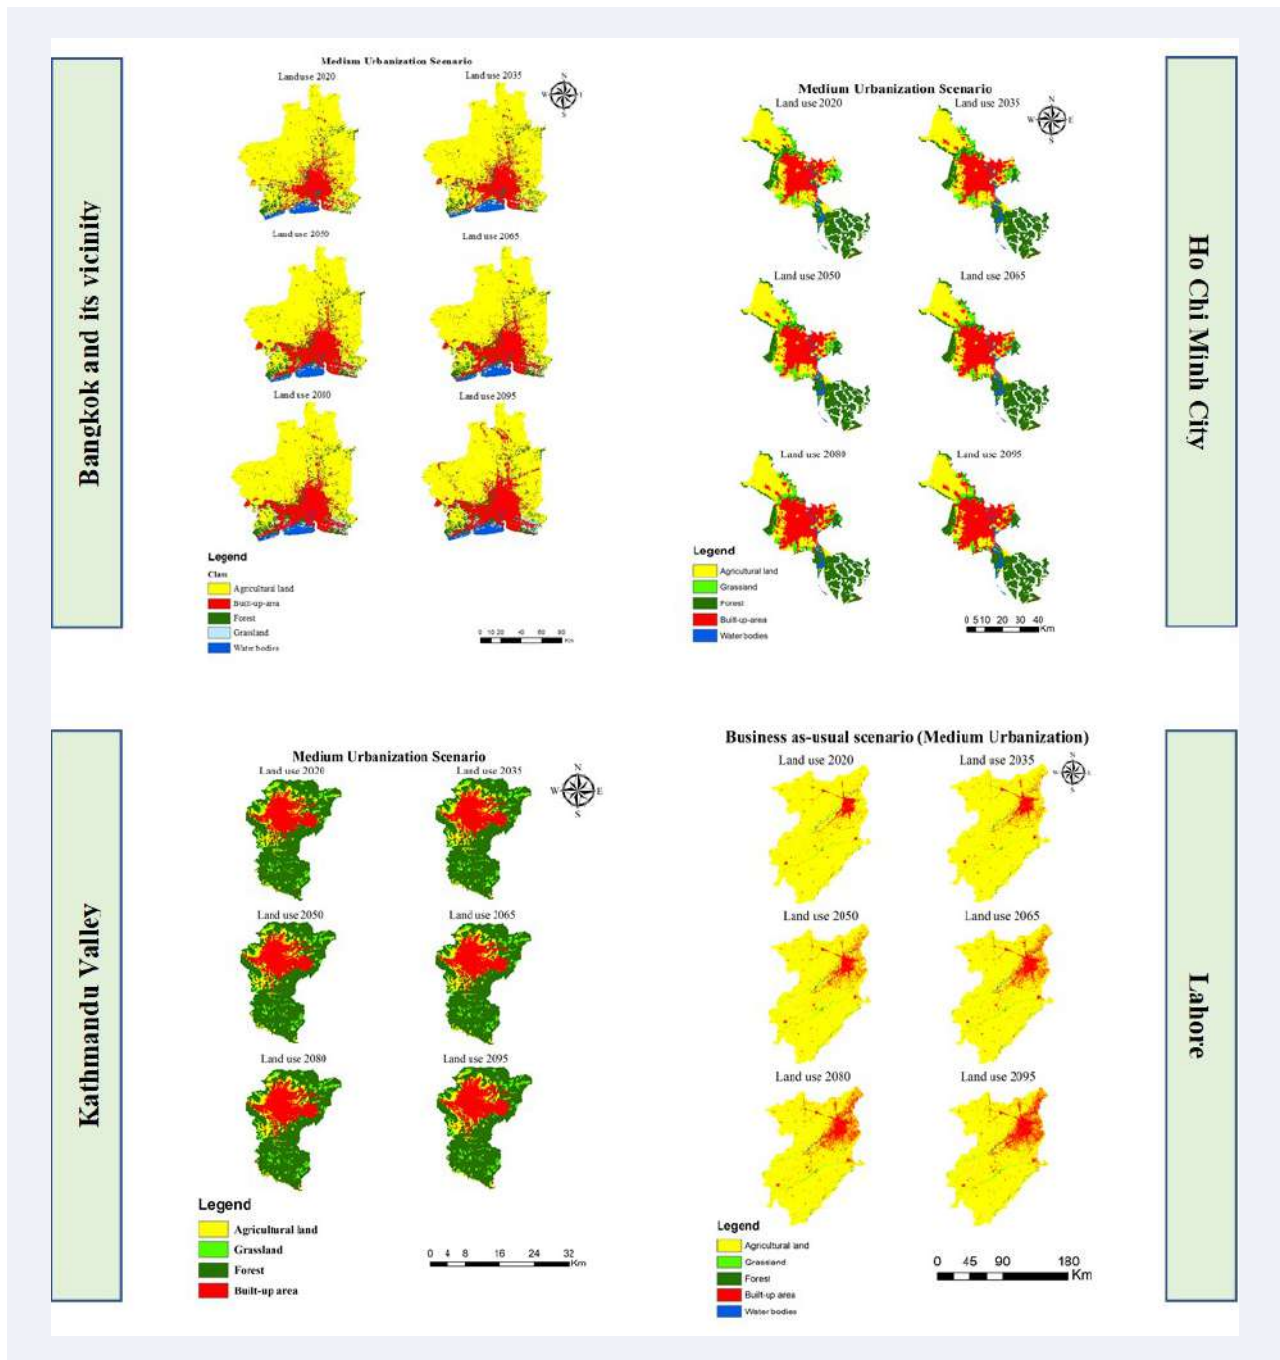 Bangkok and its vicinity
Medium Urbanization Scenario
Land use 2020
Land use 2035
N
W
E
S
Land use 2050
Land use 2065
Land use 2080
Land use 2095
Legend
Class
Agricultural land
Built-up-area
Forest
Grassland
Water bodies
0 10 20 40 60 80
Km
Ho Chi Minh City
Medium Urbanization Scenario
Land use 2020
Land use 2035
N
W
E
S
Land use 2050
Land use 2065
Land use 2080
Land use 2095
Legend
Agricultural land
Grassland
Forest
Built-up-area
Water bodies
0 5 10 20 30 40
Km
Kathmandu Valley
Medium Urbanization Scenario
Land use 2020
Land use 2035
N
W
E
S
Land use 2050
Land use 2065
Land use 2080
Land use 2095
Legend
Agricultural land
Grassland
Forest
Built-up area
0 4 8 16 24 32
Km
Lahore
Business as-usual scenario (Medium Urbanization)
Land use 2020
Land use 2035
N
W
E
S
Land use 2050
Land use 2065
Land use 2080
Land use 2095
Legend
Agricultural land
Grassland
Forest
Built-up area
Water bodies
0 45 90 180
Km